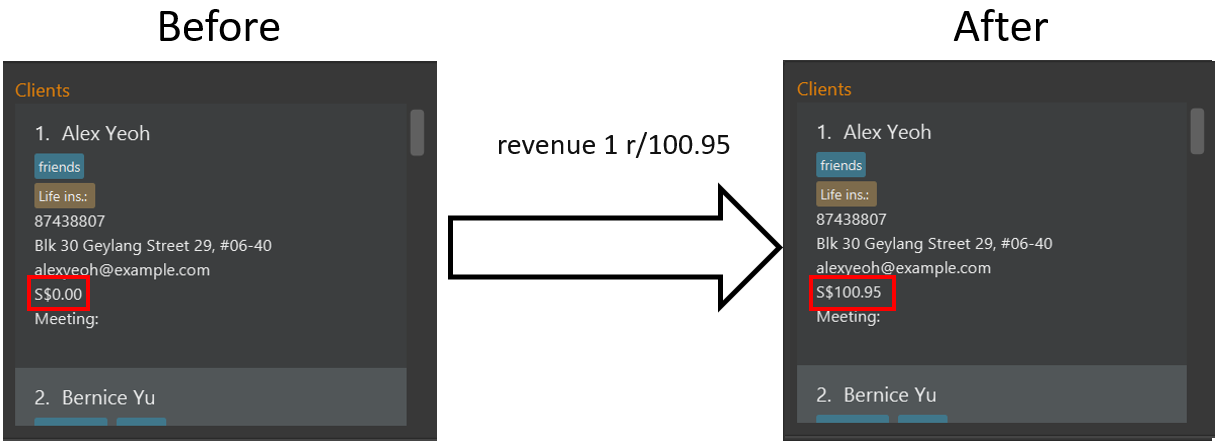 Before
Clients
1. Alex Yeoh
friends
Life ins.:
87438807
Blk 30 Geylang Street 29, #06-40
alexyeoh@example.com
S$0.00
Meeting:
2. Bernice Yu
revenue 1 r/100.95
After
Clients
1. Alex Yeoh
friends
Life ins.:
87438807
Blk 30 Geylang Street 29, #06-40
alexyeoh@example.com
S$100.95
Meeting:
2. Bernice Yu